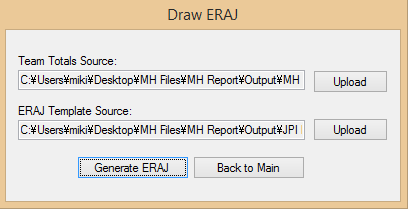 Draw ERAJ
Team Totals Source:
C:¥Users¥miki¥Desktop¥MH Files¥MH Report¥Output¥MH
Upload
ERAJ Template Source:
C:¥Users¥miki¥Desktop¥MH Files¥MH Report¥Output¥JPI
Upload
Generate ERAJ
Back to Main